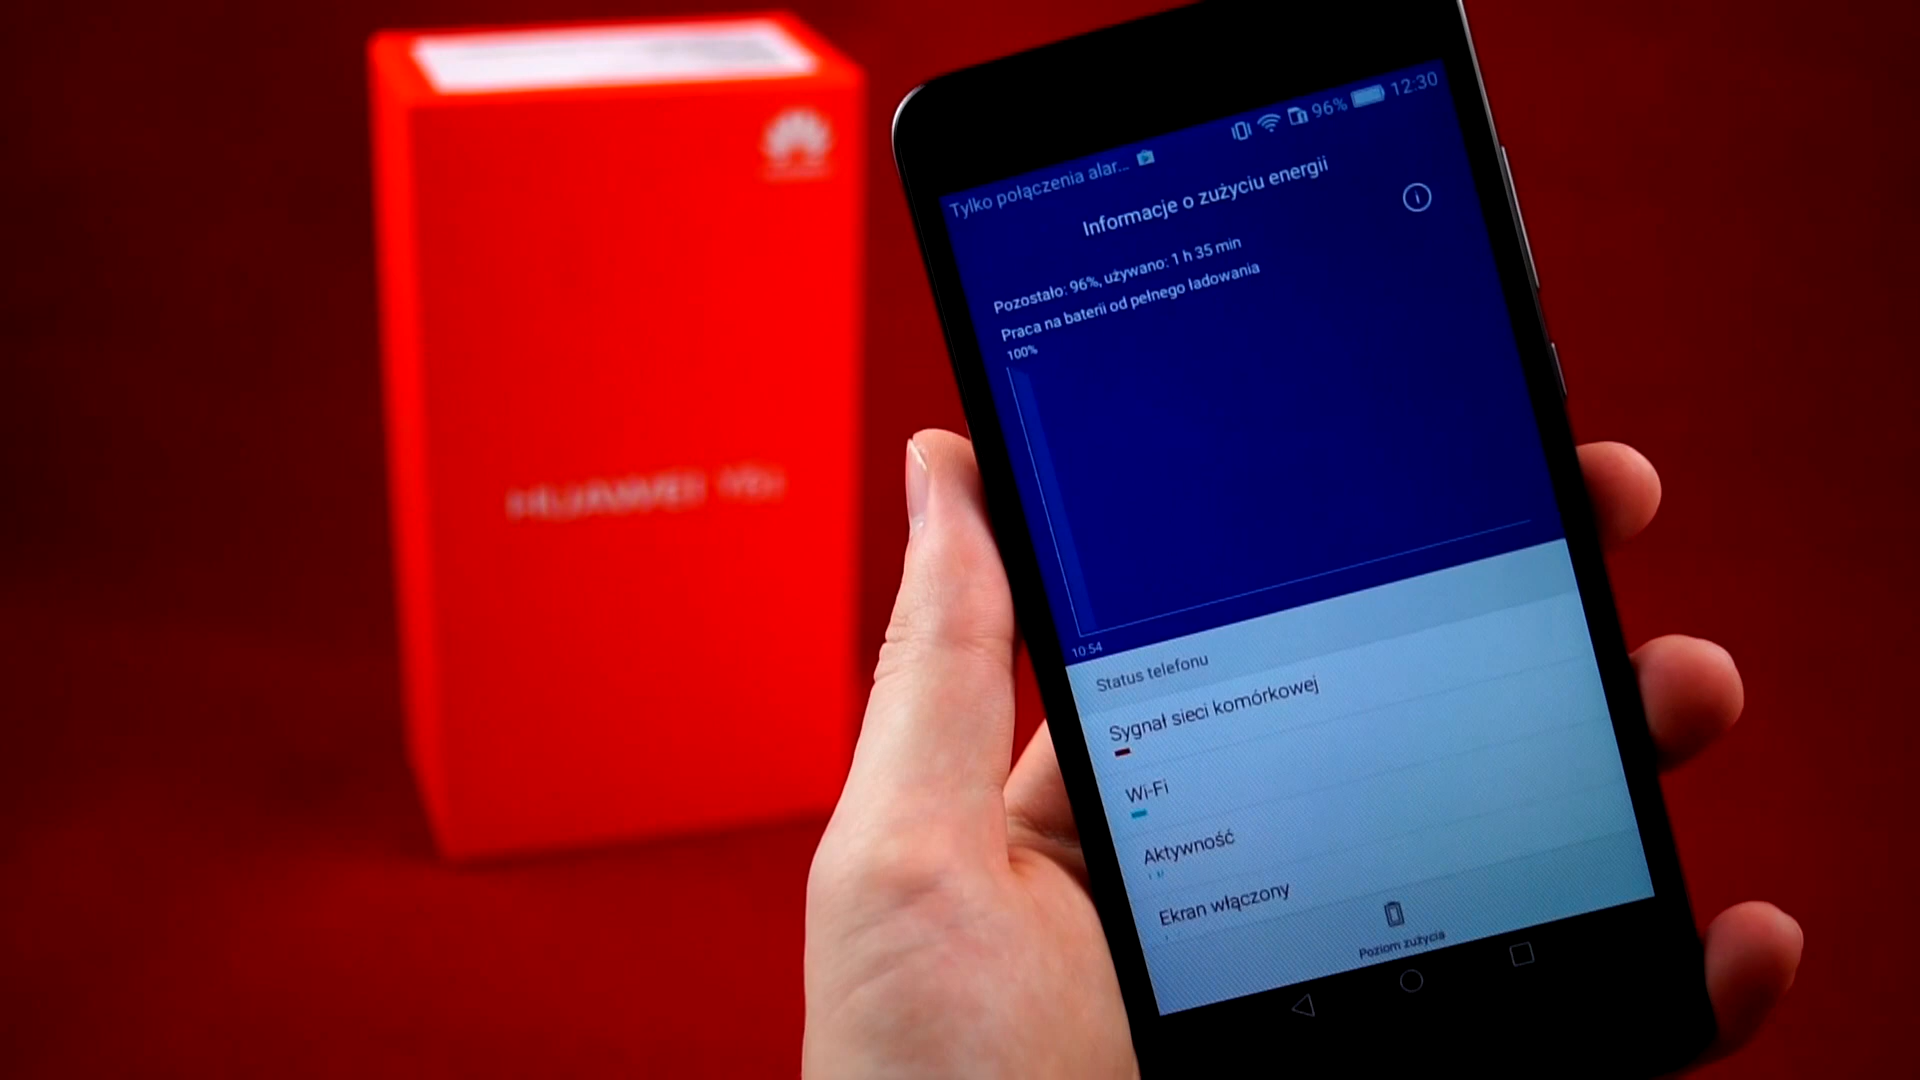 HUAWEI
Tylko połączenia alar... 96% 12:30
Informacje o zużyciu energii
Pozostało: 96%, używano: 1 h 35 min
Praca na baterii od pełnego ładowania
100%
10:54
Status telefonu
Sygnał sieci komórkowej
Wi-Fi
Aktywność
Ekran włączony
Poziom zużycia